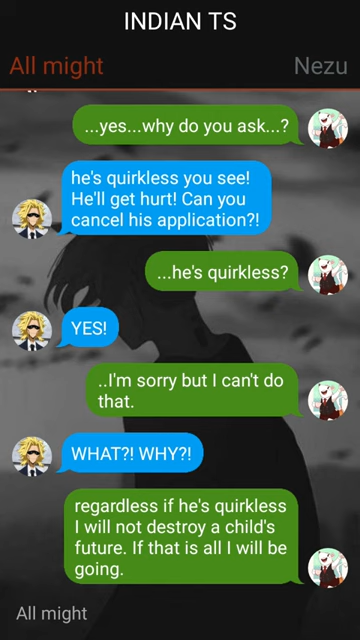 INDIAN TS
All might
Nezu
...yes...why do you ask...?
he's quirkless you see!
He'll get hurt! Can you
cancel his application?!
...he's quirkless?
YES!
..I'm sorry but I can't do
that.
WHAT?! WHY?!
regardless if he's quirkless
I will not destroy a child's
future. If that is all I will be
going.
All might